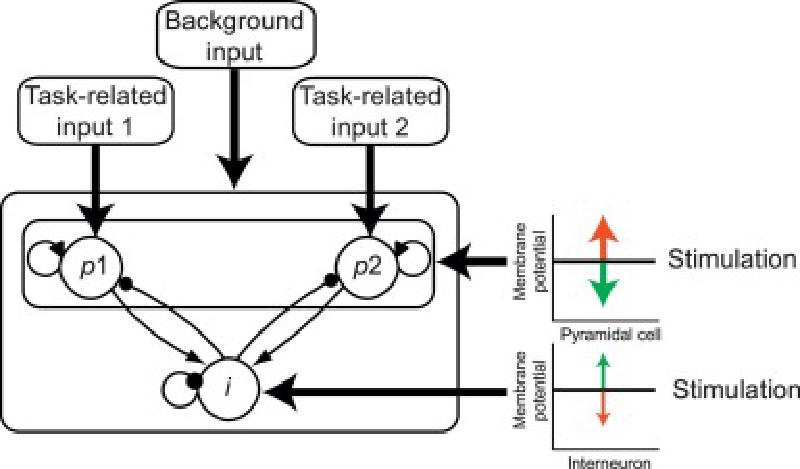 Background
input
Task-related
input 1
Task-related
input 2
p1
p2
i
Membrane
potential
Stimulation
Pyramidal cell
Membrane
potential
Stimulation
Interneuron